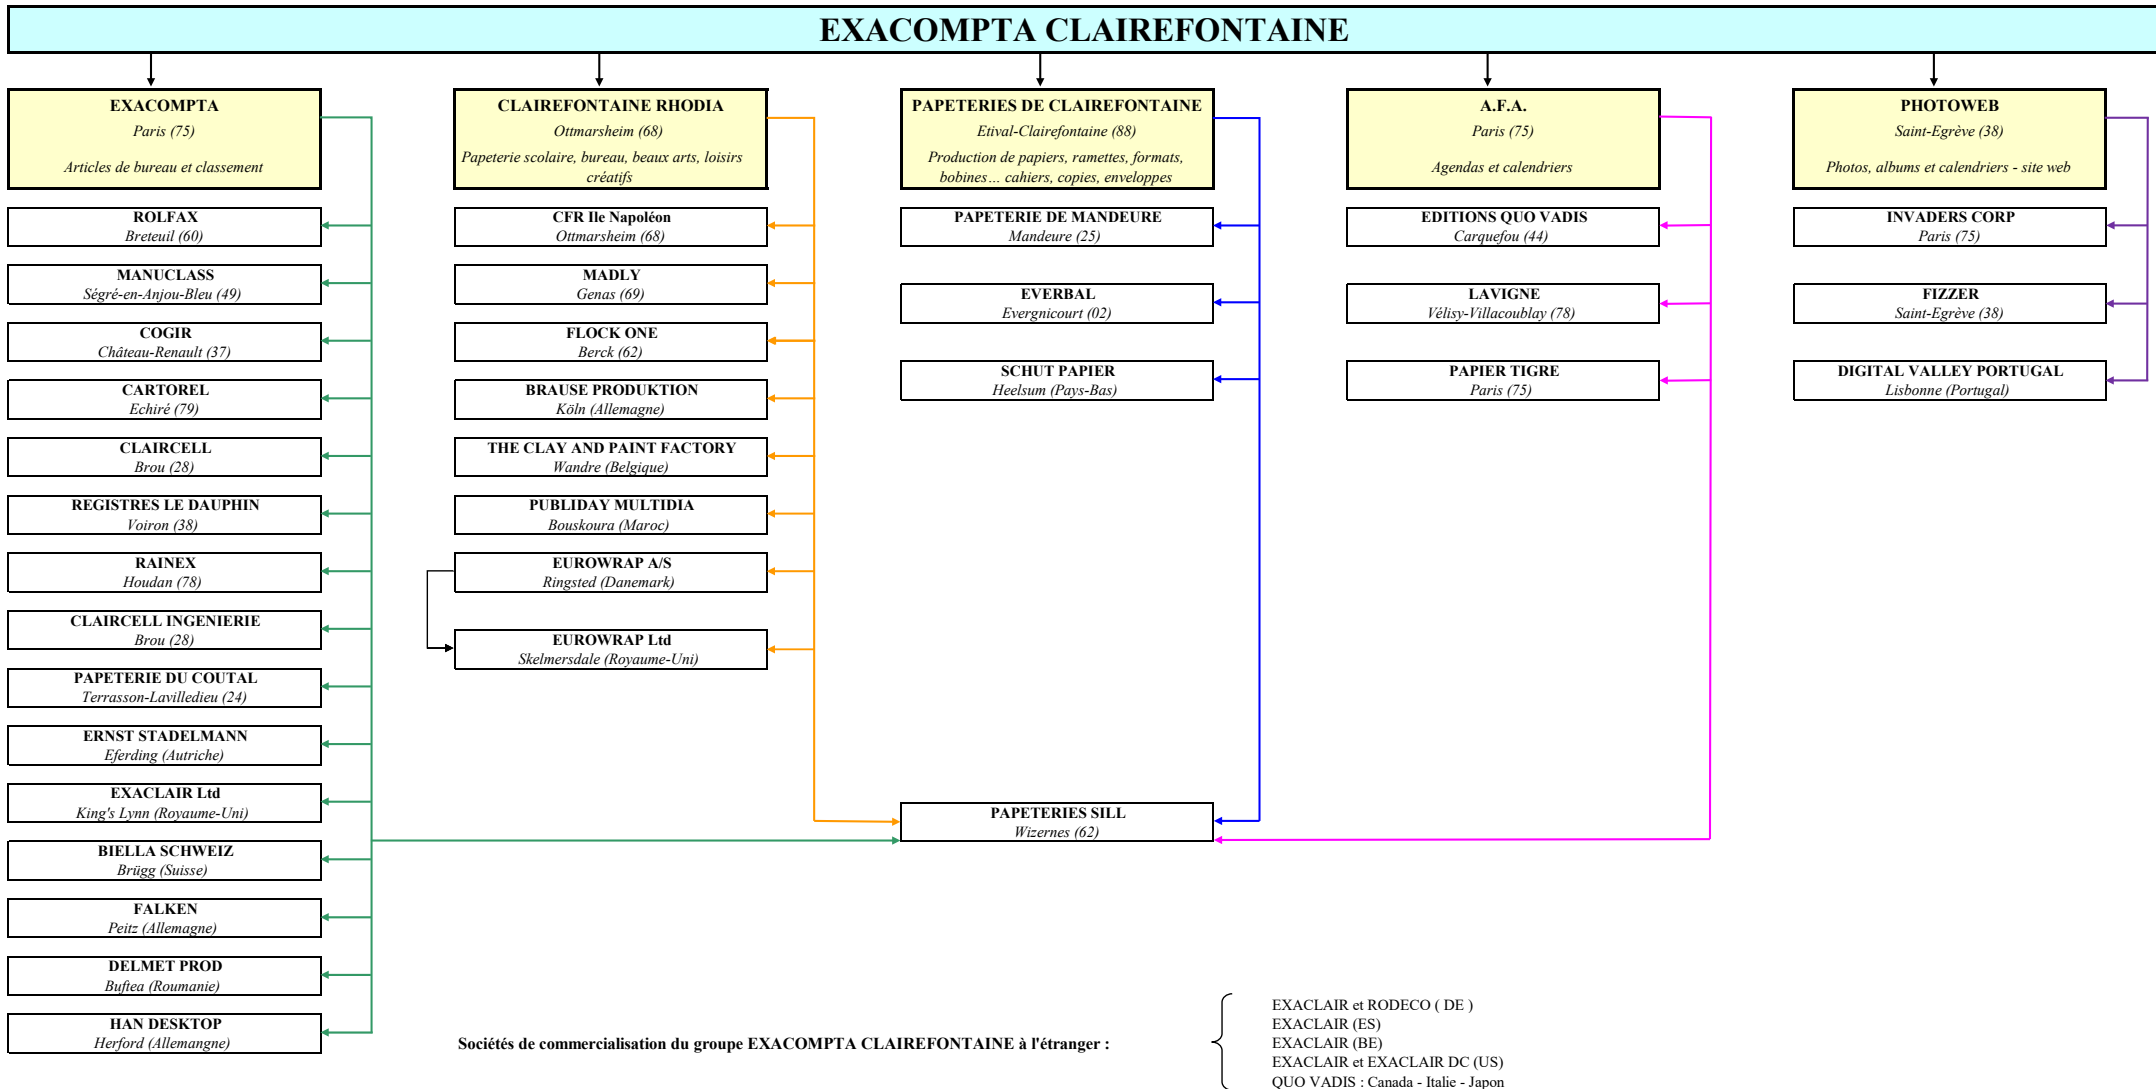 EXACOMPTA CLAIREFONTAINE
EXACOMPTA
Paris (75)
Articles de bureau et classement
ROLFAX
Breteuil (60)
MANUCLASS
Ségré-en-Anjou-Bleu (49)
COGIR
Château-Renault (37)
CARTOREL
Echiré (79)
CLAIRCELL
Brou (28)
REGISTRES LE DAUPHIN
Voiron (38)
RAINEX
Houdan (78)
CLAIRCELL INGENIERIE
Brou (28)
PAPETERIE DU COUTAL
Terrasson-Lavilledieu (24)
ERNST STADELMANN
Eferding (Autriche)
EXACLAIR Ltd
King's Lynn (Royaume-Uni)
BIELLA SCHWEIZ
Brügg (Suisse)
FALKEN
Peitz (Allemagne)
DELMET PROD
Buftea (Roumanie)
HAN DESKTOP
Herford (Allemangne)
CLAIREFONTAINE RHODIA
Ottmarsheim (68)
Papeterie scolaire, bureau, beaux arts, loisirs
créatifs
CFR Ile Napoléon
Ottmarsheim (68)
MADLY
Genas (69)
FLOCK ONE
Berck (62)
BRAUSE PRODUKTION
Köln (Allemagne)
THE CLAY AND PAINT FACTORY
Wandre (Belgique)
PUBLIDAY MULTIDIA
Bouskoura (Maroc)
EUROWRAP A/S
Ringsted (Danemark)
EUROWRAP Ltd
Skelmersdale (Royaume-Uni)
PAPETERIES DE CLAIREFONTAINE
Etival-Clairefontaine (88)
Production de papiers, ramettes, formats,
bobines… cahiers, copies, enveloppes
PAPETERIE DE MANDEURE
Mandeure (25)
EVERBAL
Evergnicourt (02)
SCHUT PAPIER
Heelsum (Pays-Bas)
PAPETERIES SILL
Wizernes (62)
A.F.A.
Paris (75)
Agendas et calendriers
EDITIONS QUO VADIS
Carquefou (44)
LAVIGNE
Vélisy-Villacoublay (78)
PAPIER TIGRE
Paris (75)
PHOTOWEB
Saint-Egrève (38)
Photos, albums et calendriers - site web
INVADERS CORP
Paris (75)
FIZZER
Saint-Egrève (38)
DIGITAL VALLEY PORTUGAL
Lisbonne (Portugal)
Sociétés de commercialisation du groupe EXACOMPTA CLAIREFONTAINE à l'étranger :
EXACLAIR et RODECO ( DE )
EXACLAIR (ES)
EXACLAIR (BE)
EXACLAIR et EXACLAIR DC (US)
QUO VADIS : Canada - Italie - Japon